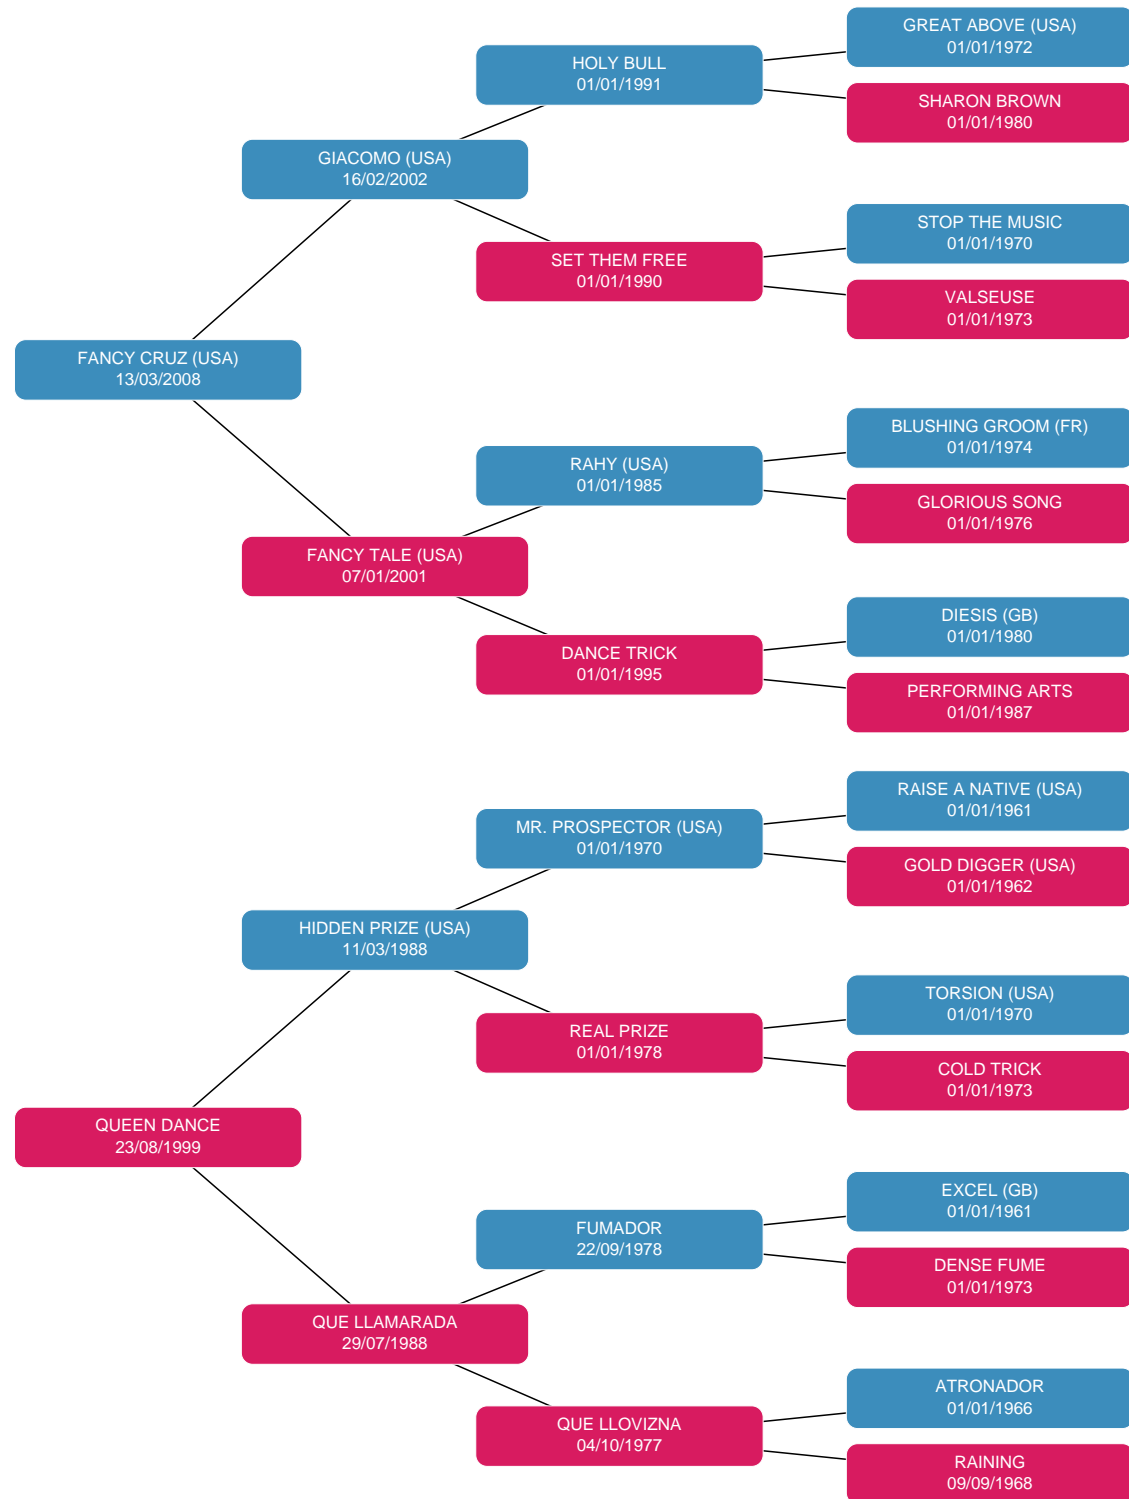 GREAT ABOVE (USA)
01/01/1972
HOLY BULL
01/01/1991
SHARON BROWN
01/01/1980
GIACOMO (USA)
16/02/2002
STOP THE MUSIC
01/01/1970
SET THEM FREE
01/01/1990
VALSEUSE
01/01/1973
FANCY CRUZ (USA)
13/03/2008
BLUSHING GROOM (FR)
01/01/1974
RAHY (USA)
01/01/1985
GLORIOUS SONG
01/01/1976
FANCY TALE (USA)
07/01/2001
DIESIS (GB)
01/01/1980
DANCE TRICK
01/01/1995
PERFORMING ARTS
01/01/1987
RAISE A NATIVE (USA)
01/01/1961
MR. PROSPECTOR (USA)
01/01/1970
GOLD DIGGER (USA)
01/01/1962
HIDDEN PRIZE (USA)
11/03/1988
TORSION (USA)
01/01/1970
REAL PRIZE
01/01/1978
COLD TRICK
01/01/1973
QUEEN DANCE
23/08/1999
EXCEL (GB)
01/01/1961
FUMADOR
22/09/1978
DENSE FUME
01/01/1973
QUE LLAMARADA
29/07/1988
ATRONADOR
01/01/1966
QUE LLOVIZNA
04/10/1977
RAINING
09/09/1968